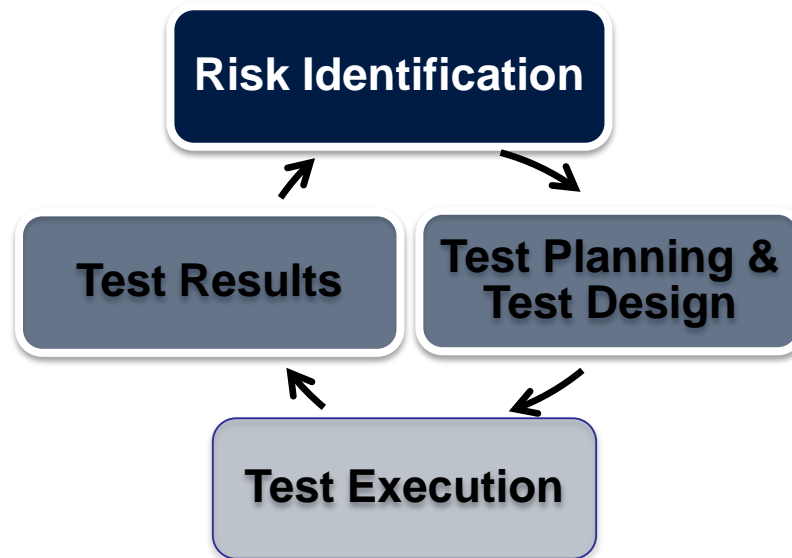 Risk Identification
Test Results
Test Planning &
Test Design
Test Execution